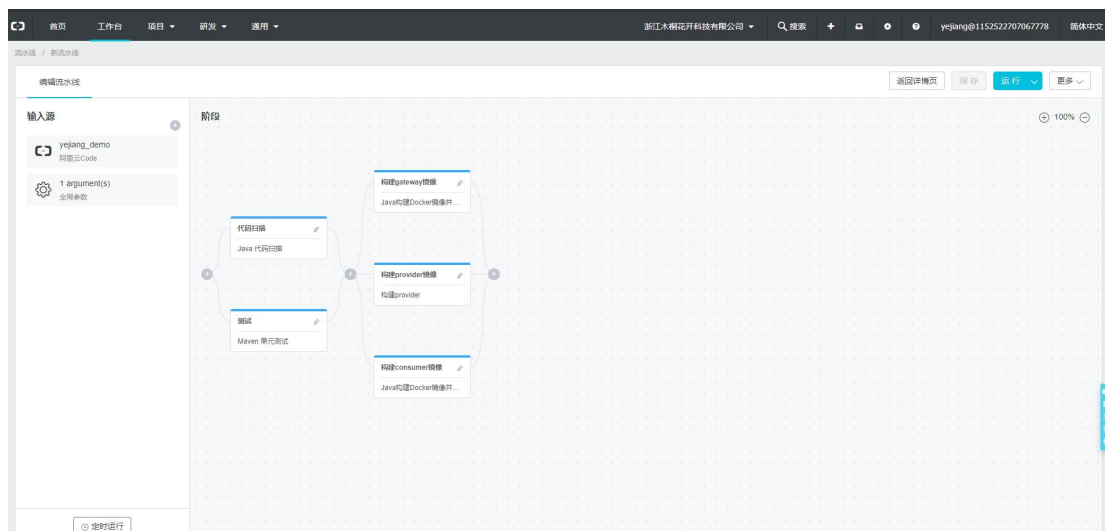 首页 工作台 项目 研发 通用 浙江木桐花开科技有限公司 搜索 yejiang@1152522707067778 简体中文
流水线 / 新流水线
编辑流水线 返回详情页 保存 运行 更多
输入源 阶段 100%
yejiang_demo
阿里云Code
1 argument(s)
全局参数
构建gateway镜像
Java构建Docker镜像并...
代码扫描
Java 代码扫描
构建provider镜像
构建provider
测试
Maven 单元测试
构建consumer镜像
Java构建Docker镜像并...
定时运行